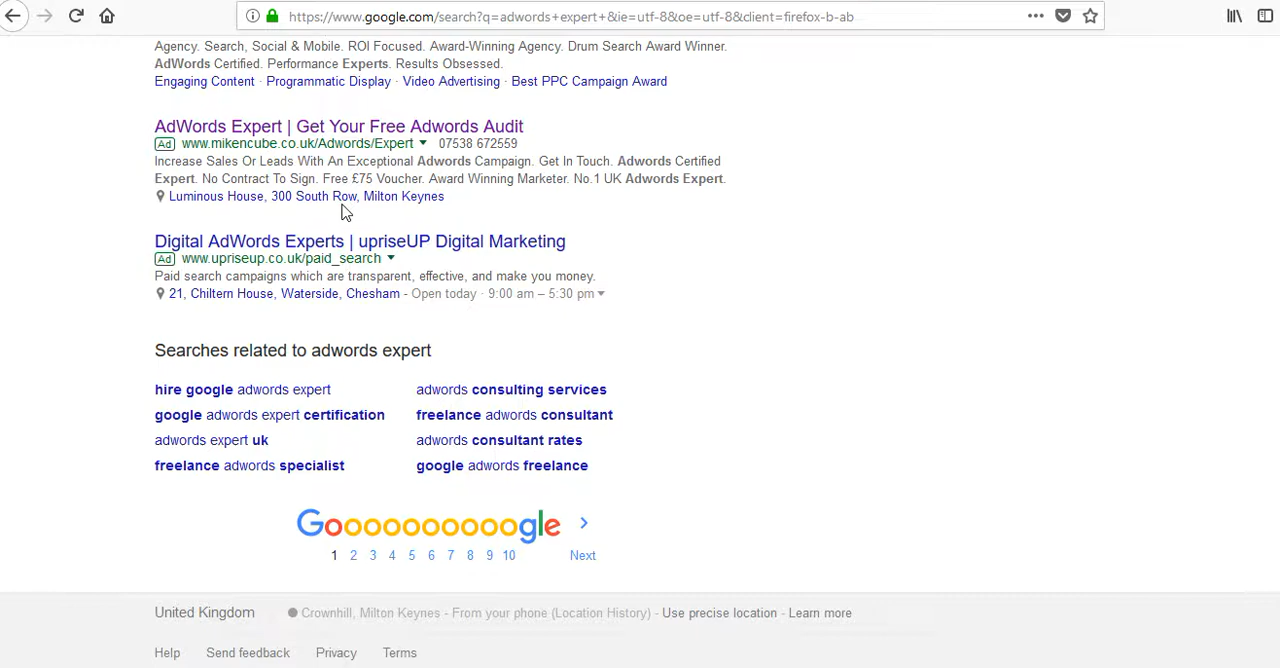 https://www.google.com/search?q=adwords+expert+&ie=utf-8&oe=utf-8&client=firefox-b-ab
Agency. Search, Social & Mobile. ROI Focused. Award-Winning Agency. Drum Search Award Winner.
AdWords Certified. Performance Experts. Results Obsessed.
Engaging Content · Programmatic Display · Video Advertising · Best PPC Campaign Award
AdWords Expert | Get Your Free Adwords Audit
Ad www.mikencube.co.uk/Adwords/Expert 07538 672559
Increase Sales Or Leads With An Exceptional Adwords Campaign. Get In Touch. Adwords Certified
Expert. No Contract To Sign. Free £75 Voucher. Award Winning Marketer. No.1 UK Adwords Expert.
Luminous House, 300 South Row, Milton Keynes
Digital AdWords Experts | upriseUP Digital Marketing
Ad www.upriseup.co.uk/paid_search
Paid search campaigns which are transparent, effective, and make you money.
21, Chiltern House, Waterside, Chesham - Open today · 9:00 am – 5:30 pm
Searches related to adwords expert
hire google adwords expert adwords consulting services
google adwords expert certification freelance adwords consultant
adwords expert uk adwords consultant rates
freelance adwords specialist google adwords freelance
Goooooooooogle
1 2 3 4 5 6 7 8 9 10 Next
United Kingdom Crownhill, Milton Keynes - From your phone (Location History) - Use precise location - Learn more
Help Send feedback Privacy Terms